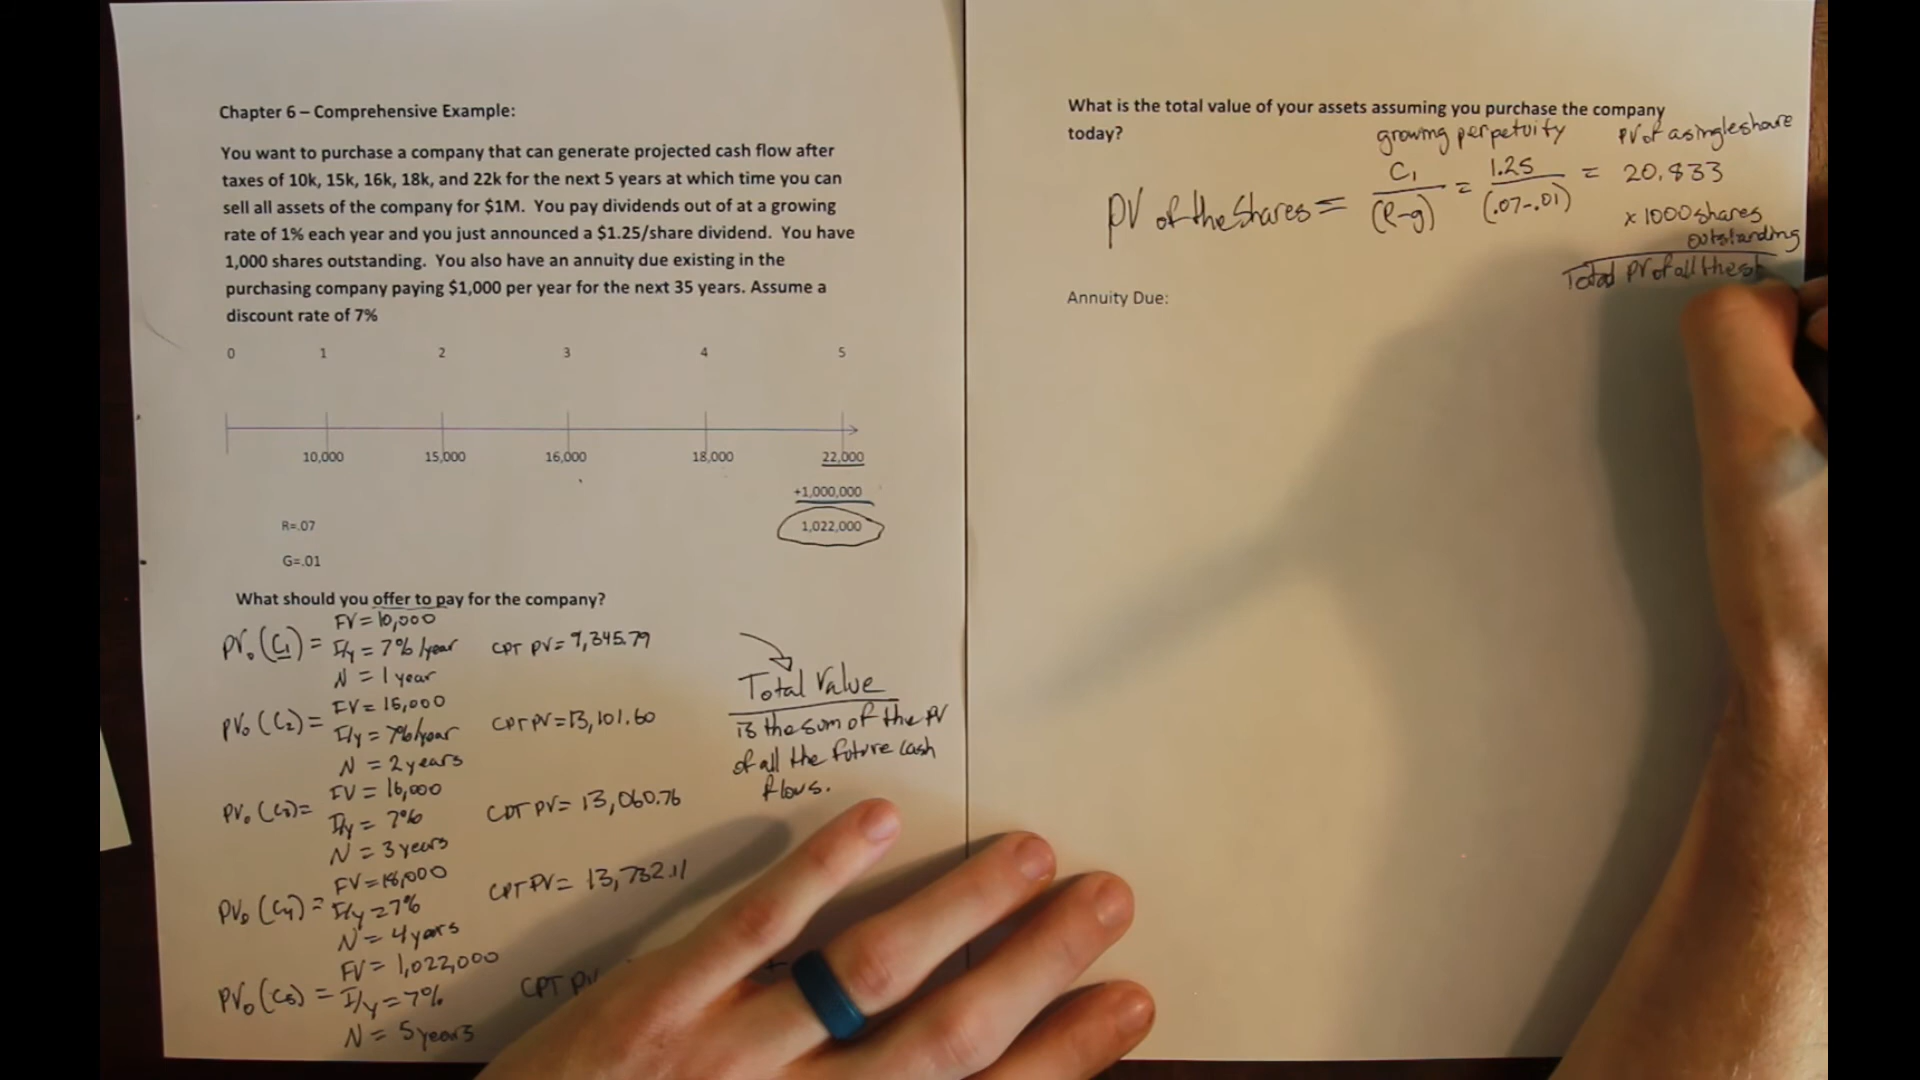 Chapter 6 – Comprehensive Example:
You want to purchase a company that can generate projected cash flow after
taxes of 10k, 15k, 16k, 18k, and 22k for the next 5 years at which time you can
sell all assets of the company for $1M. You pay dividends out of at a growing
rate of 1% each year and you just announced a $1.25/share dividend. You have
1,000 shares outstanding. You also have an annuity due existing in the
purchasing company paying $1,000 per year for the next 35 years. Assume a
discount rate of 7%
0 1 2 3 4 5
10,000 15,000 16,000 18,000 22,000
+1,000,000
R=.07 1,022,000
G=.01
What should you offer to pay for the company?
FV = 10,000
PV₀ (C₁) = I/y = 7% /year CPT PV = 9,345.79
N = 1 year
FV = 15,000
PV₀ (C₂) = I/y = 7%/year CPT PV = 13,101.60
N = 2 years
FV = 16,000
PV₀ (C₃) = I/y = 7% CPT PV = 13,060.76
N = 3 years
FV = 18,000
PV₀ (C₄) = I/y = 7% CPT PV = 13,732.11
N = 4 years
FV = 1,022,000
PV₀ (C₅) = I/y = 7% CPT PV
N = 5 years
Total Value
is the sum of the PV
of all the future cash
flows.
What is the total value of your assets assuming you purchase the company
today?
growing perpetuity PV of a single share
PV of the Shares = C₁ / (R-g) = 1.25 / (.07-.01) = 20.833
x 1000 shares
outstanding
Total PV of all the
Annuity Due: